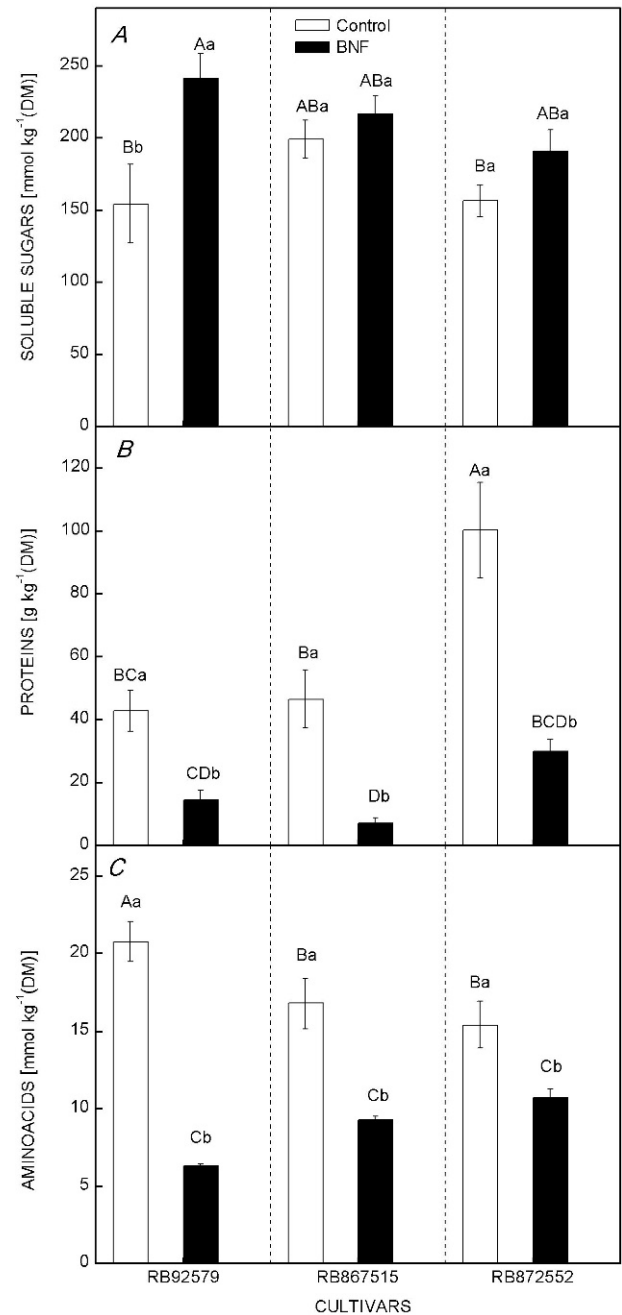 A
Control
BNF
SOLUBLE SUGARS [mmol kg⁻¹(DM)]
250
200
150
100
50
0
Bb
Aa
ABa
ABa
Ba
ABa
B
PROTEINS [g kg⁻¹(DM)]
120
100
80
60
40
20
0
BCa
CDb
Ba
Db
Aa
BCDb
C
AMINOACIDS [mmol kg⁻¹(DM)]
25
20
15
10
5
0
Aa
Cb
Ba
Cb
Ba
Cb
RB92579 RB867515 RB872552
CULTIVARS